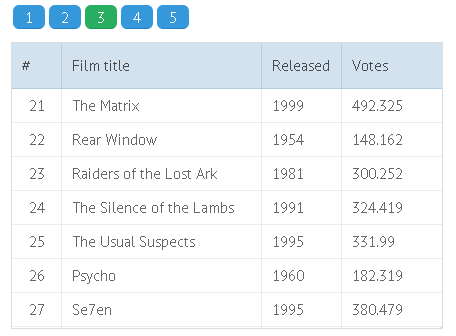 1 2 3 4 5
# Film title Released Votes
21 The Matrix 1999 492.325
22 Rear Window 1954 148.162
23 Raiders of the Lost Ark 1981 300.252
24 The Silence of the Lambs 1991 324.419
25 The Usual Suspects 1995 331.99
26 Psycho 1960 182.319
27 Se7en 1995 380.479